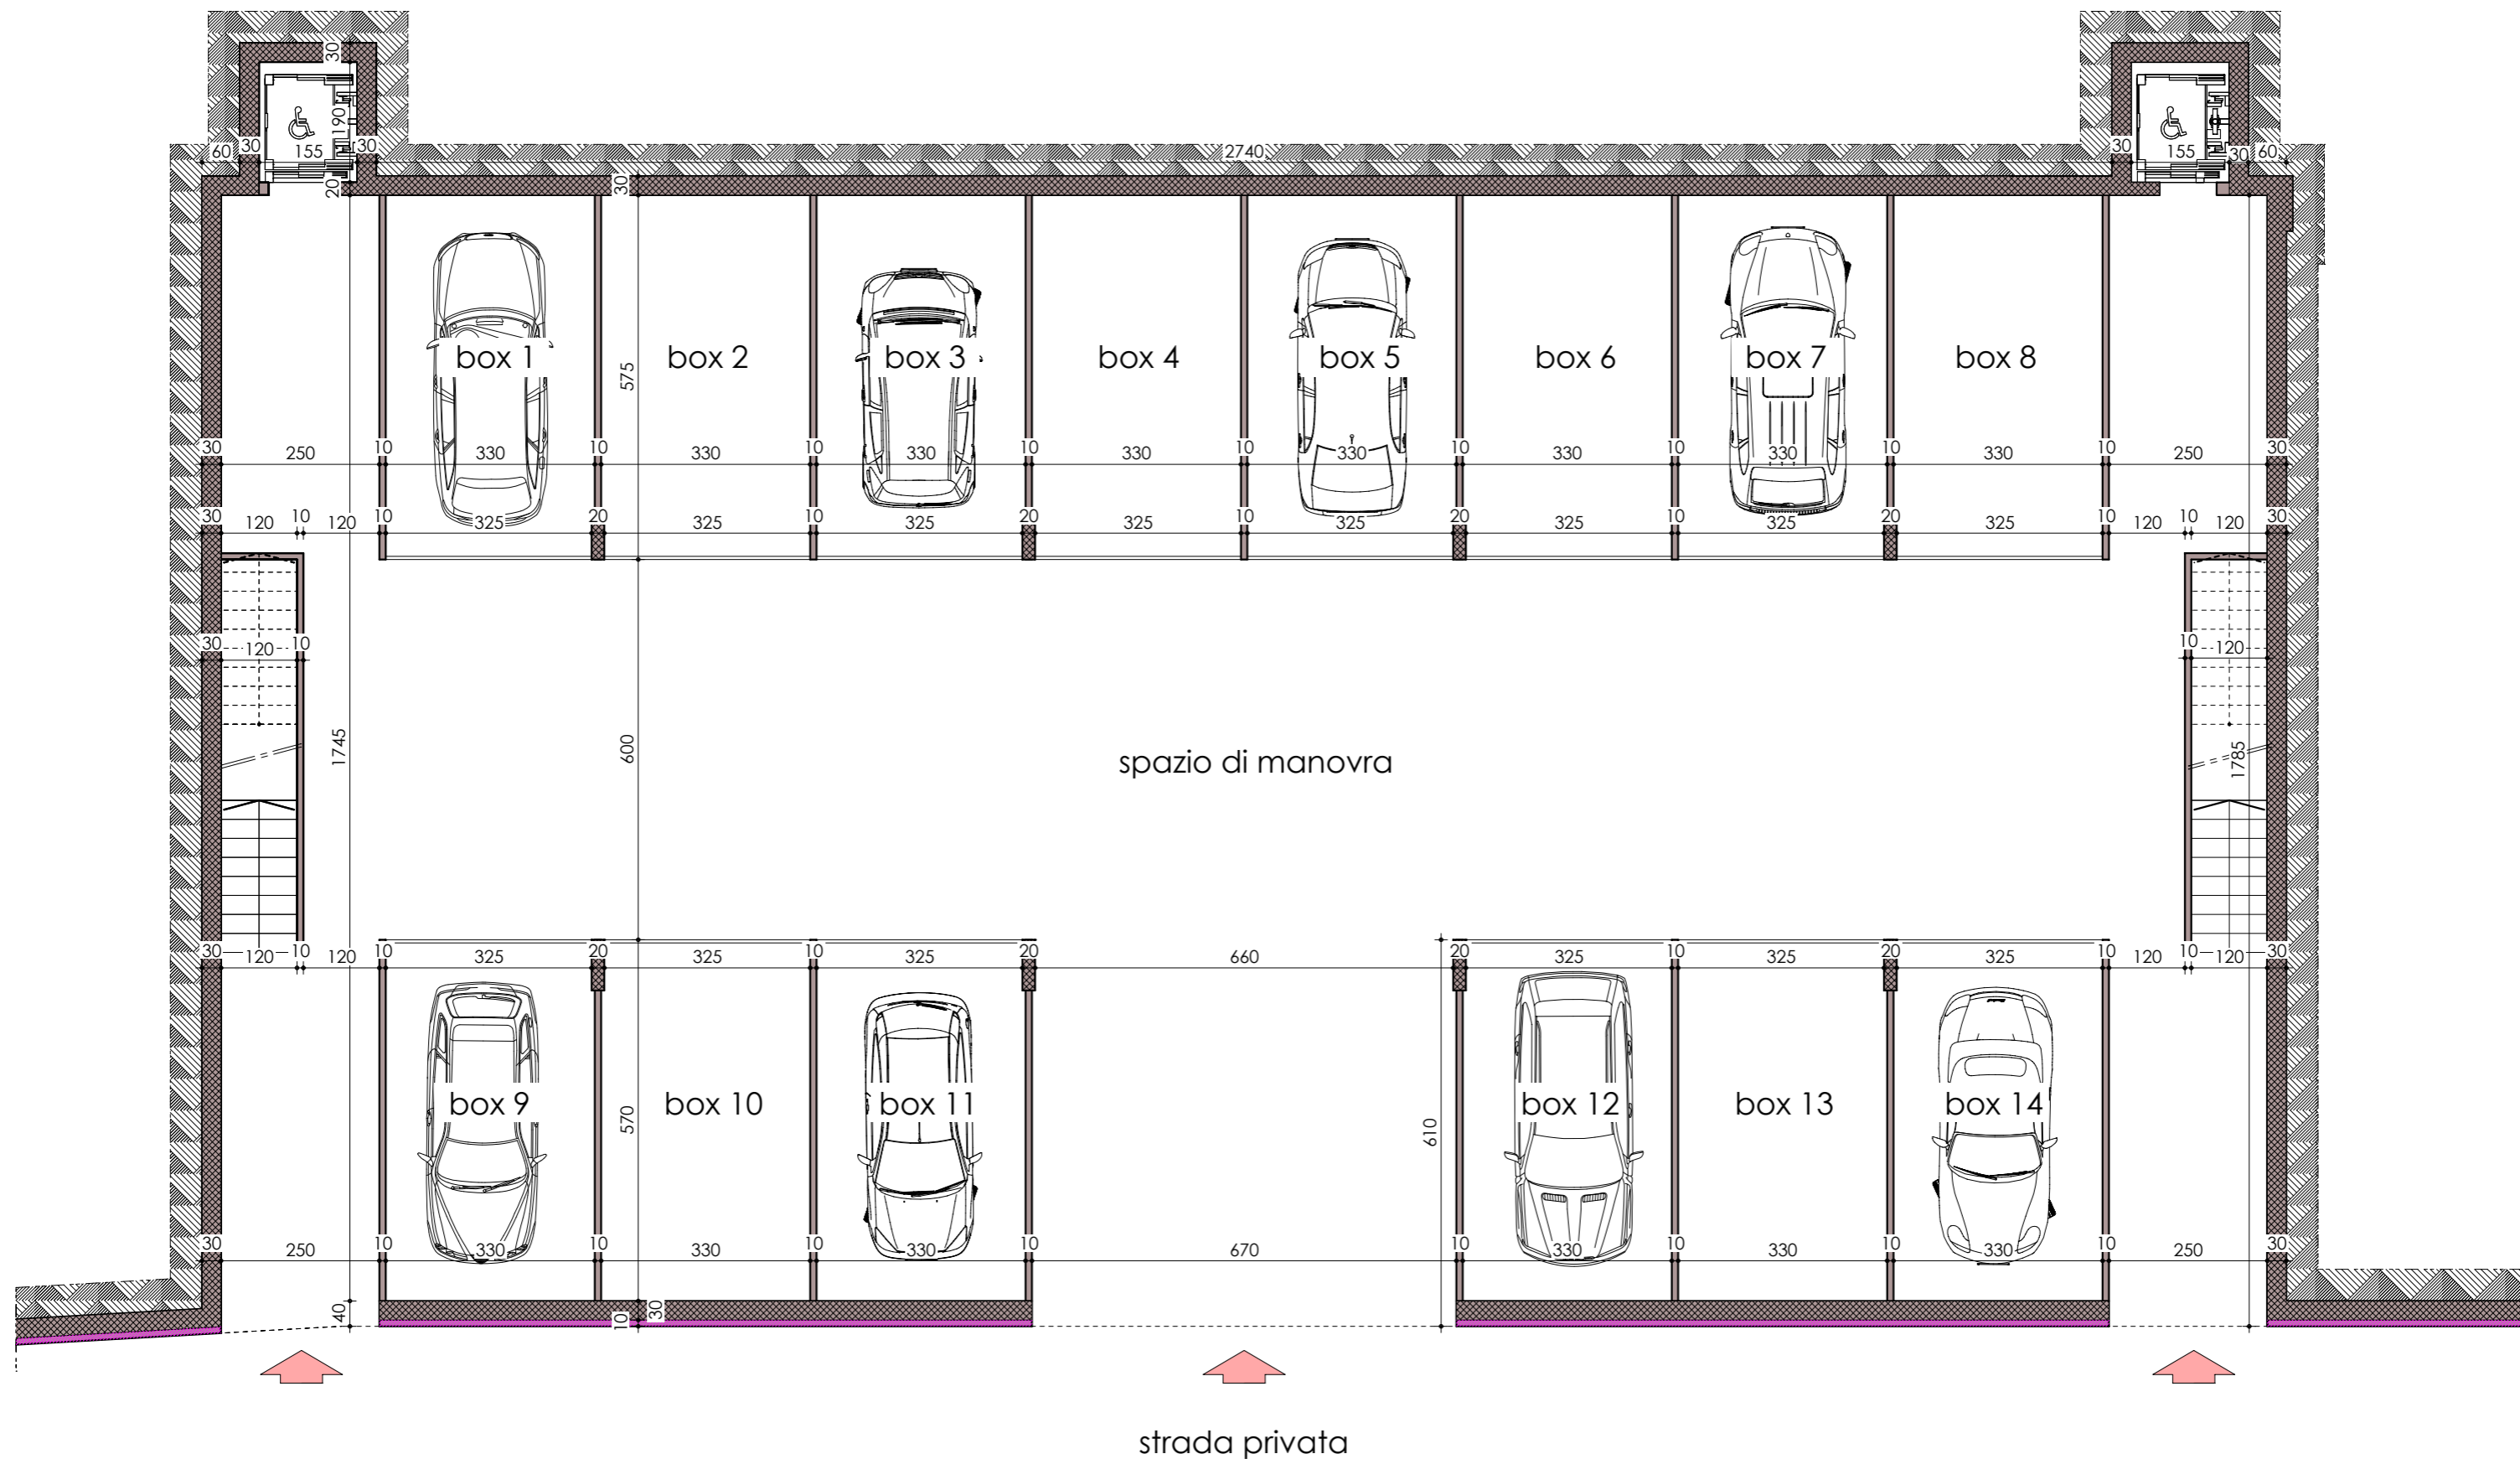 30
190
60 30 155 30 2740 30 155 30 60
20 30
box 1 box 2 box 3 box 4 box 5 box 6 box 7 box 8
575
30 250 10 330 10 330 10 330 10 330 10 330 10 330 10 330 10 330 10 250 30
30 120 10 120 10 325 20 325 10 325 20 325 10 325 20 325 10 325 20 325 10 120 10 120 30
30 120 10 10 120
1745 600 1785
spazio di manovra
30 120 10 120 10 325 20 325 10 325 20 660 20 325 10 325 20 325 10 120 10 120 30
box 9 box 10 box 11 box 12 box 13 box 14
570 610
30 250 10 330 10 330 10 330 10 670 10 330 10 330 10 330 10 250 30
40 10 30
strada privata